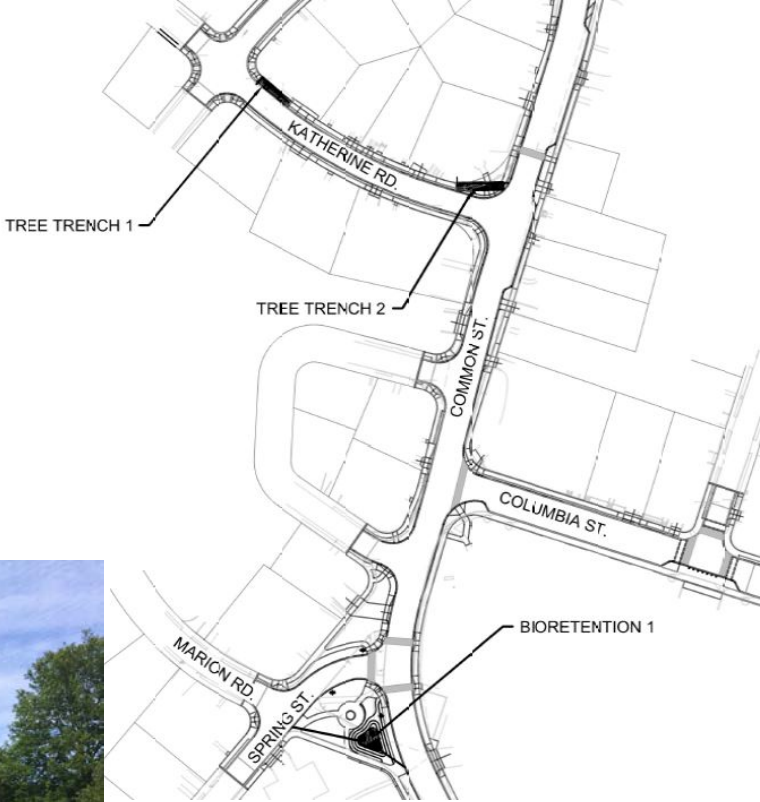 KATHERINE RD.
TREE TRENCH 1
TREE TRENCH 2
COMMON ST.
COLUMBIA ST.
BIORETENTION 1
MARION RD.
SPRING ST.